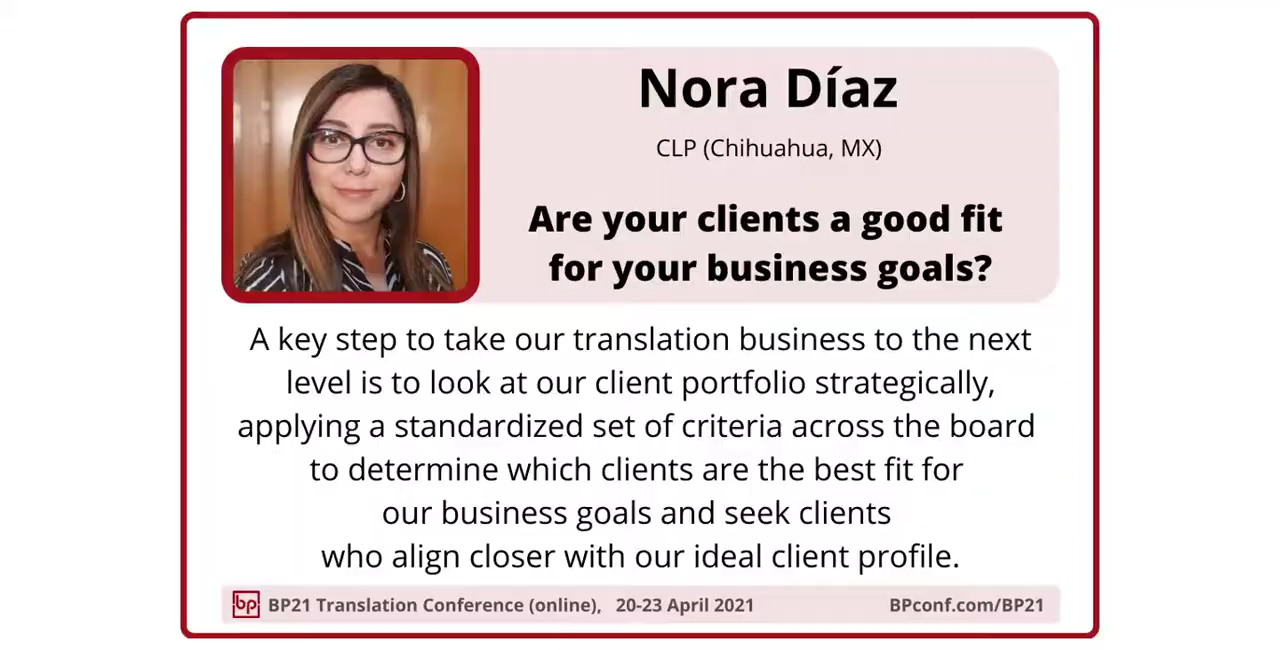 Nora Díaz
CLP (Chihuahua, MX)
Are your clients a good fit
for your business goals?
A key step to take our translation business to the next
level is to look at our client portfolio strategically,
applying a standardized set of criteria across the board
to determine which clients are the best fit for
our business goals and seek clients
who align closer with our ideal client profile.
bp BP21 Translation Conference (online), 20-23 April 2021 BPconf.com/BP21